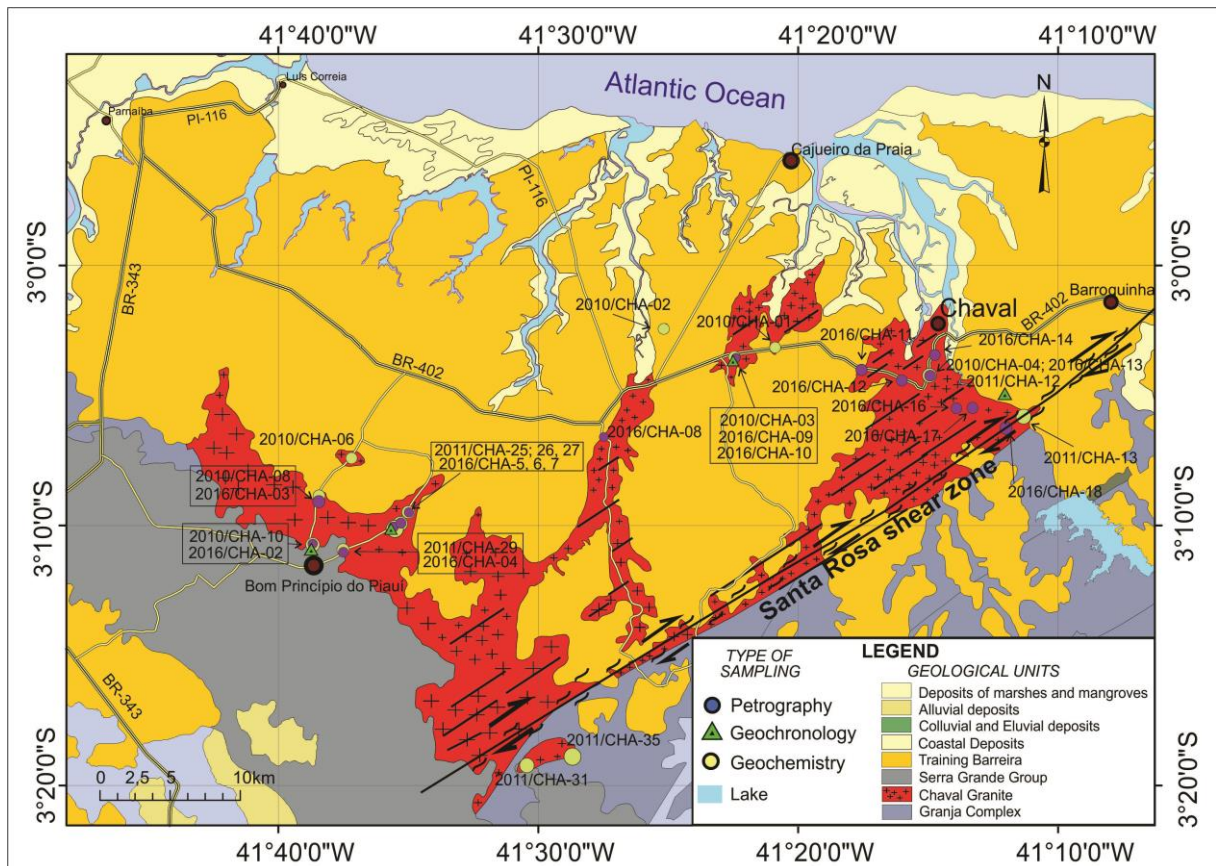 41°40'0"W 41°30'0"W 41°20'0"W 41°10'0"W
Luis Correia
Atlantic Ocean
N
Parnaiba
PI-116
Cajueiro da Praia
PI-116
3°0'0"S
3°0'0"S
BR-343
2010/CHA-02
Barroquinha
Chaval
BR-402
2010/CHA-01
2016/CHA-11
2016/CHA-14
BR-402
2010/CHA-04; 2016/CHA-13
2016/CHA-12
2011/CHA-12
2016/CHA-16
2010/CHA-03
2016/CHA-09
2016/CHA-10
2016/CHA-08
2010/CHA-06
2011/CHA-25; 26, 27
2016/CHA-5, 6, 7
2016/CHA-17
2011/CHA-13
2010/CHA-08
2016/CHA-03
2016/CHA-18
3°10'0"S
3°10'0"S
2010/CHA-10
2016/CHA-02
2011/CHA-29
2016/CHA-04
Bom Princípio do Piauí
Santa Rosa shear zone
BR-343
LEGEND
TYPE OF
SAMPLING
Petrography
Geochronology
Geochemistry
Lake
GEOLOGICAL UNITS
Deposits of marshes and mangroves
Alluvial deposits
Colluvial and Eluvial deposits
Coastal Deposits
Training Barreira
Serra Grande Group
Chaval Granite
Granja Complex
2011/CHA-35
2011/CHA-31
0 2,5 5 10km
3°20'0"S
3°20'0"S
41°40'0"W 41°30'0"W 41°20'0"W 41°10'0"W